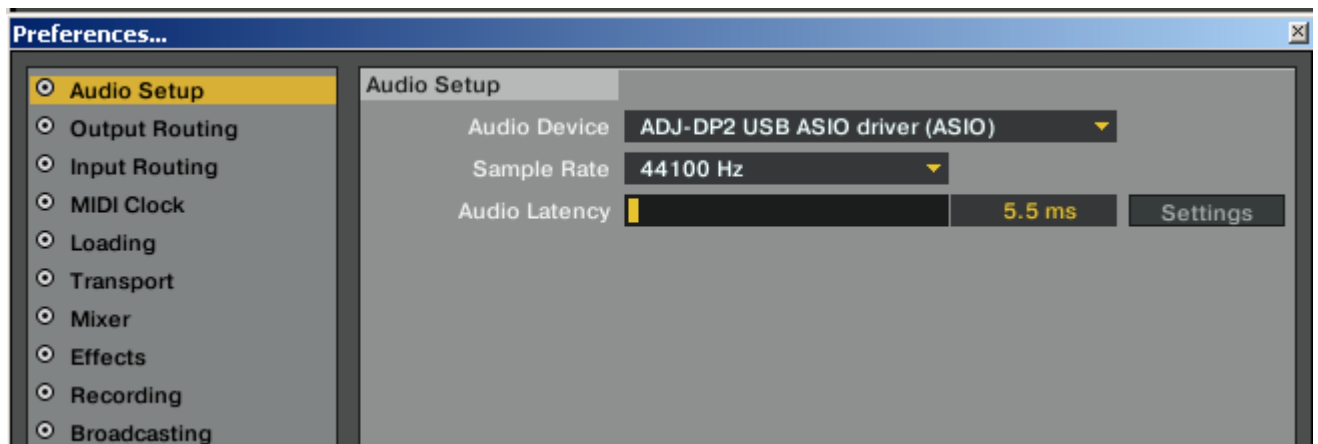 Preferences...
Audio Setup
Output Routing
Input Routing
MIDI Clock
Loading
Transport
Mixer
Effects
Recording
Broadcasting
Audio Setup
Audio Device ADJ-DP2 USB ASIO driver (ASIO)
Sample Rate 44100 Hz
Audio Latency 5.5 ms Settings